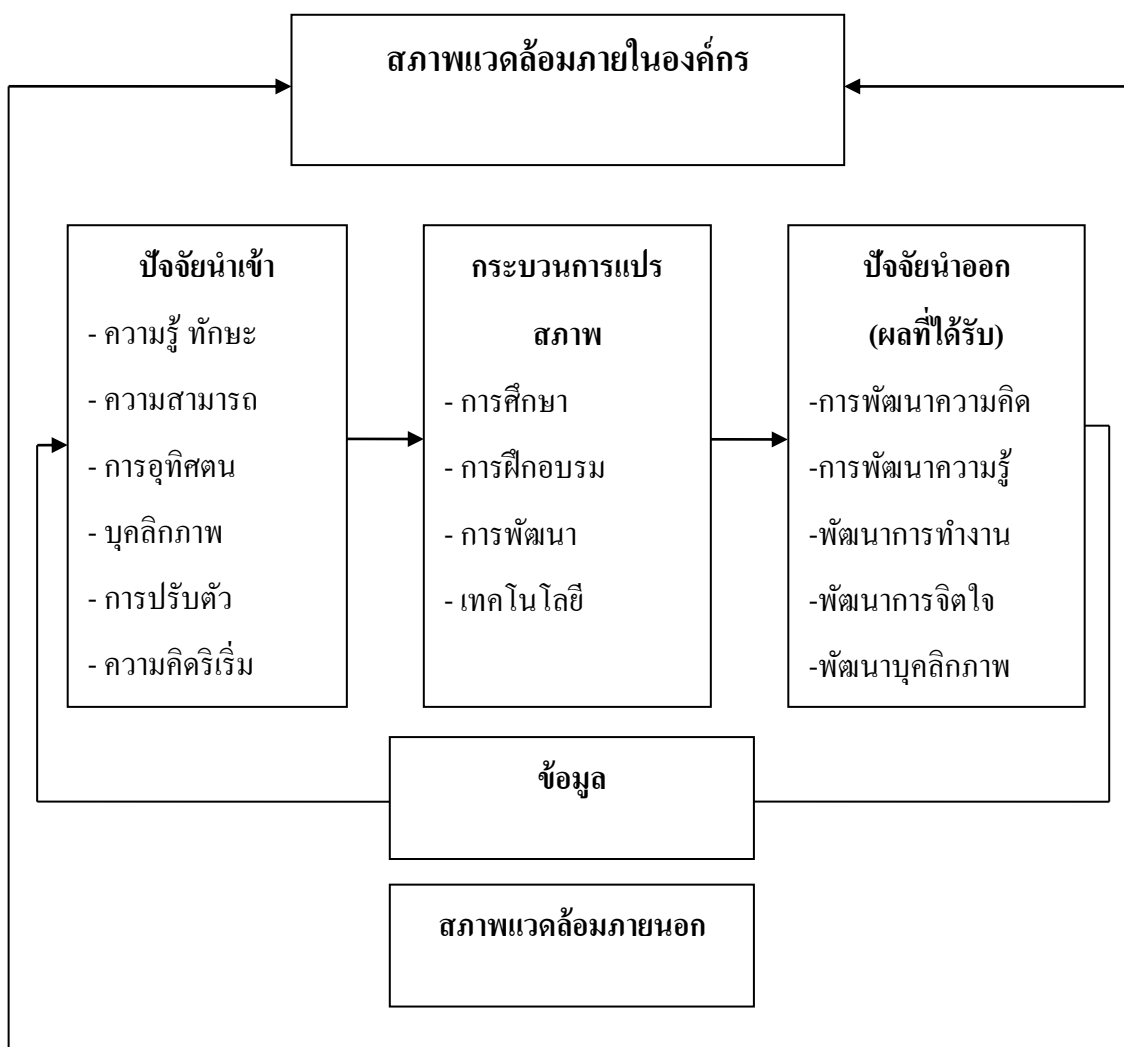 สภาพแวดล้อมภายในองค์กร
ปัจจัยนำเข้า
- ความรู้ ทักษะ
- ความสามารถ
- การอุทิศตน
- บุคลิกภาพ
- การปรับตัว
- ความคิดริเริ่ม
กระบวนการแปร
สภาพ
- การศึกษา
- การฝึกอบรม
- การพัฒนา
- เทคโนโลยี
ปัจจัยนำออก
(ผลที่ได้รับ)
-การพัฒนาความคิด
-การพัฒนาความรู้
-พัฒนาการทำงาน
-พัฒนาการจิตใจ
-พัฒนาบุคลิกภาพ
ข้อมูล
สภาพแวดล้อมภายนอก